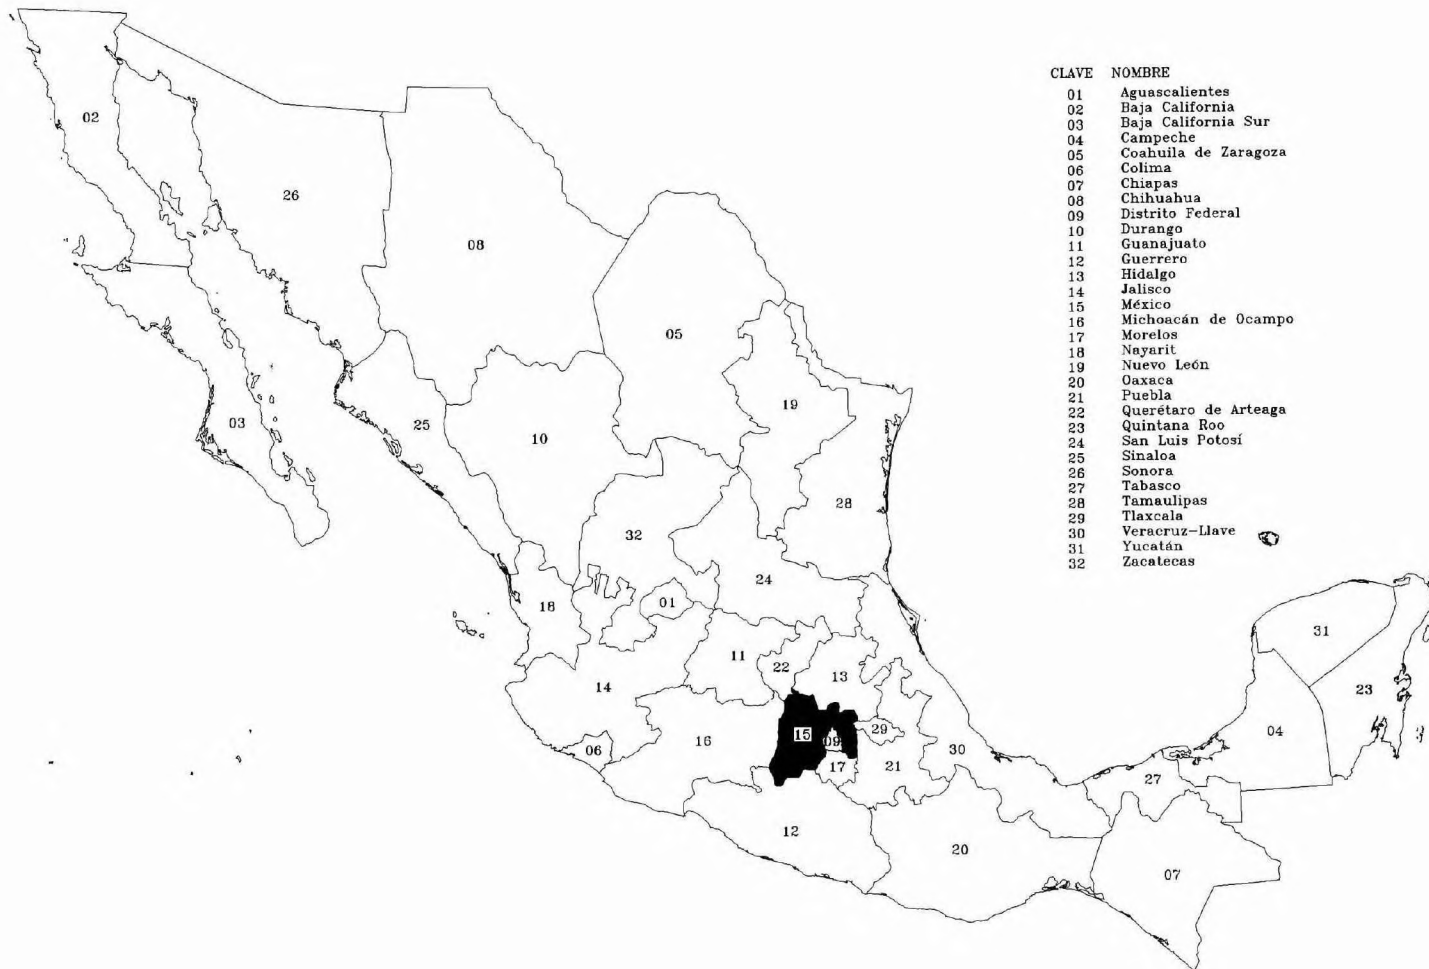 CLAVE NOMBRE
01 Aguascalientes
02 Baja California
03 Baja California Sur
04 Campeche
05 Coahuila de Zaragoza
06 Colima
07 Chiapas
08 Chihuahua
09 Distrito Federal
10 Durango
11 Guanajuato
12 Guerrero
13 Hidalgo
14 Jalisco
15 México
16 Michoacán de Ocampo
17 Morelos
18 Nayarit
19 Nuevo León
20 Oaxaca
21 Puebla
22 Querétaro de Arteaga
23 Quintana Roo
24 San Luis Potosí
25 Sinaloa
26 Sonora
27 Tabasco
28 Tamaulipas
29 Tlaxcala
30 Veracruz-Llave
31 Yucatán
32 Zacatecas
02
26
08
05
19
03
25
10
28
32
24
18
01
31
11
22
13
14
23
29
15
09
16
04
06
30
17
21
27
12
20
07